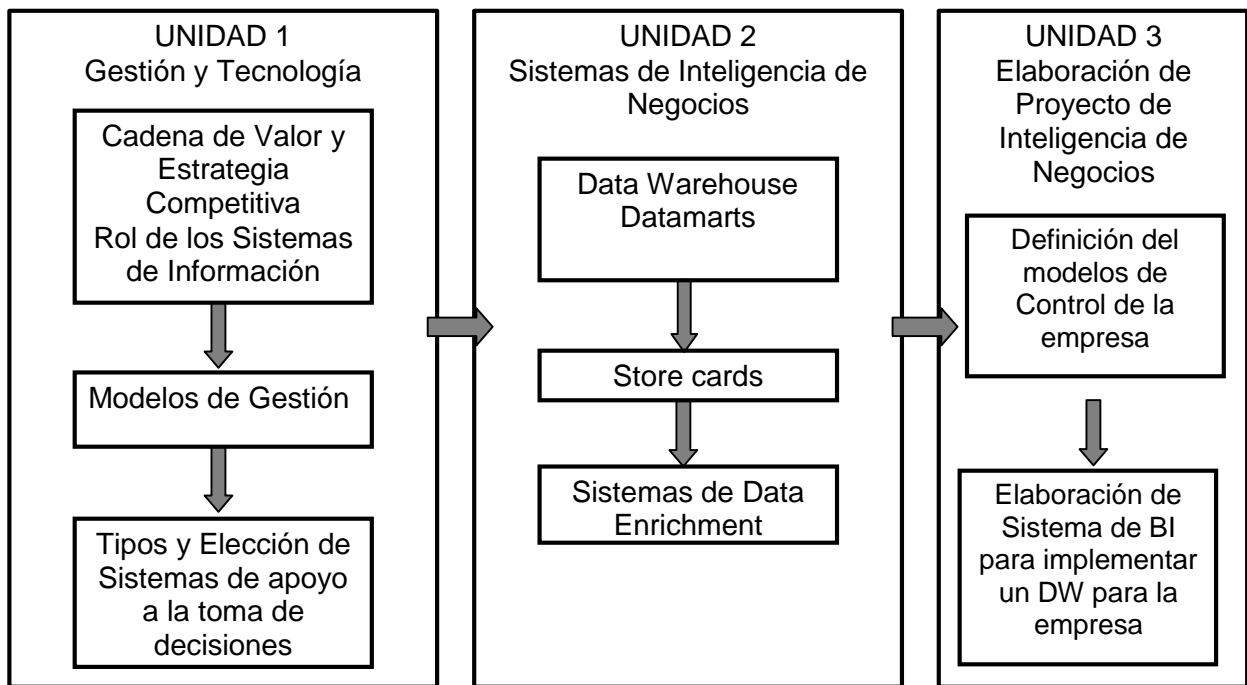 UNIDAD 1
Gestión y Tecnología
Cadena de Valor y
Estrategia
Competitiva
Rol de los Sistemas
de Información
Modelos de Gestión
Tipos y Elección de
Sistemas de apoyo
a la toma de
decisiones
UNIDAD 2
Sistemas de Inteligencia de
Negocios
Data Warehouse
Datamarts
Store cards
Sistemas de Data
Enrichment
UNIDAD 3
Elaboración de
Proyecto de
Inteligencia de
Negocios
Definición del
modelos de
Control de la
empresa
Elaboración de
Sistema de BI
para implementar
un DW para la
empresa